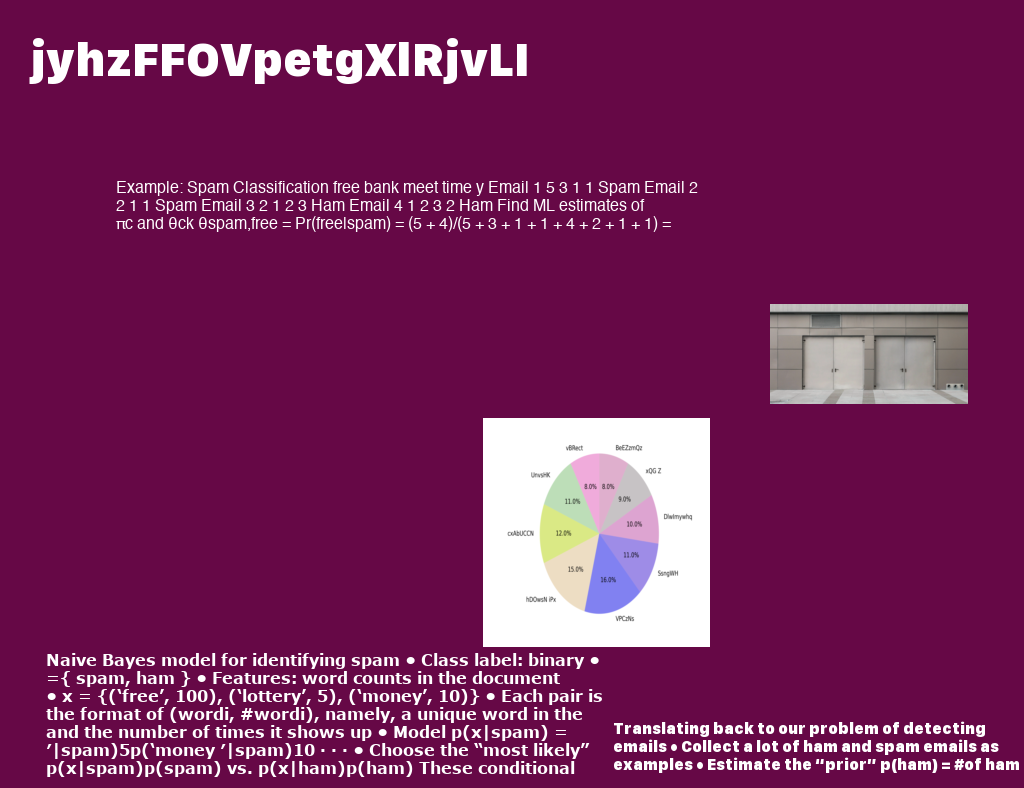 jyhzFFOVpetgXlRjvLI
Example: Spam Classification free bank meet time y Email 1 5 3 1 1 Spam Email 2
2 1 1 Spam Email 3 2 1 2 3 Ham Email 4 1 2 3 2 Ham Find ML estimates of
πc and θck θspam,free = Pr(free|spam) = (5 + 4)/(5 + 3 + 1 + 1 + 4 + 2 + 1 + 1) =
vBRect
BeEZzmQz
UnvsHK
xQG Z
8.0%
8.0%
11.0%
9.0%
DlwImywhq
10.0%
cxAbUCCN
12.0%
11.0%
15.0%
SsngWH
16.0%
hDOwsN iPx
VPCzNs
Naive Bayes model for identifying spam • Class label: binary •
={ spam, ham } • Features: word counts in the document
• x = {(‘free’, 100), (‘lottery’, 5), (‘money’, 10)} • Each pair is
the format of (wordi, #wordi), namely, a unique word in the
and the number of times it shows up • Model p(x|spam) =
’|spam)5p(‘money ’|spam)10 · · · • Choose the “most likely”
p(x|spam)p(spam) vs. p(x|ham)p(ham) These conditional
Translating back to our problem of detecting
emails • Collect a lot of ham and spam emails as
examples • Estimate the “prior” p(ham) = #of ham